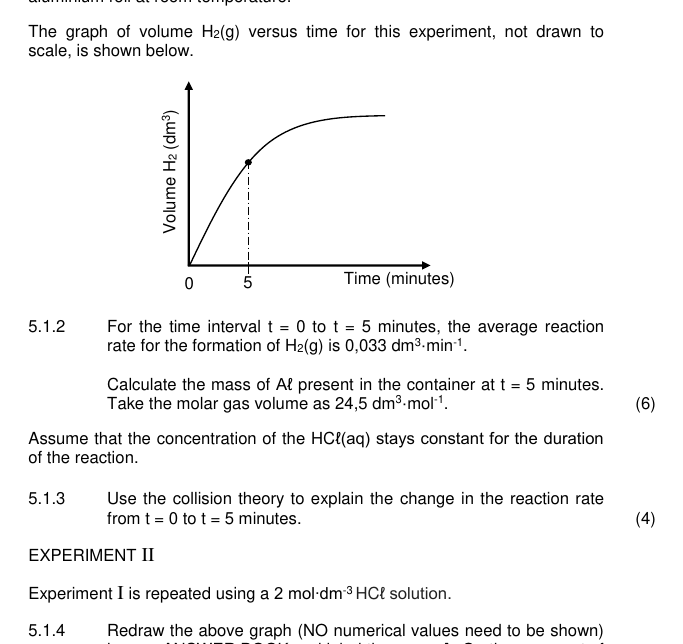 aluminium foil at room temperature.
The graph of volume H₂(g) versus time for this experiment, not drawn to
scale, is shown below.
Volume H₂ (dm³)
0
5
Time (minutes)
5.1.2 For the time interval t = 0 to t = 5 minutes, the average reaction
rate for the formation of H₂(g) is 0,033 dm³·min⁻¹.
Calculate the mass of Aℓ present in the container at t = 5 minutes.
Take the molar gas volume as 24,5 dm³·mol⁻¹. (6)
Assume that the concentration of the HCℓ(aq) stays constant for the duration
of the reaction.
5.1.3 Use the collision theory to explain the change in the reaction rate
from t = 0 to t = 5 minutes. (4)
EXPERIMENT II
Experiment I is repeated using a 2 mol·dm⁻³ HCℓ solution.
5.1.4 Redraw the above graph (NO numerical values need to be shown)